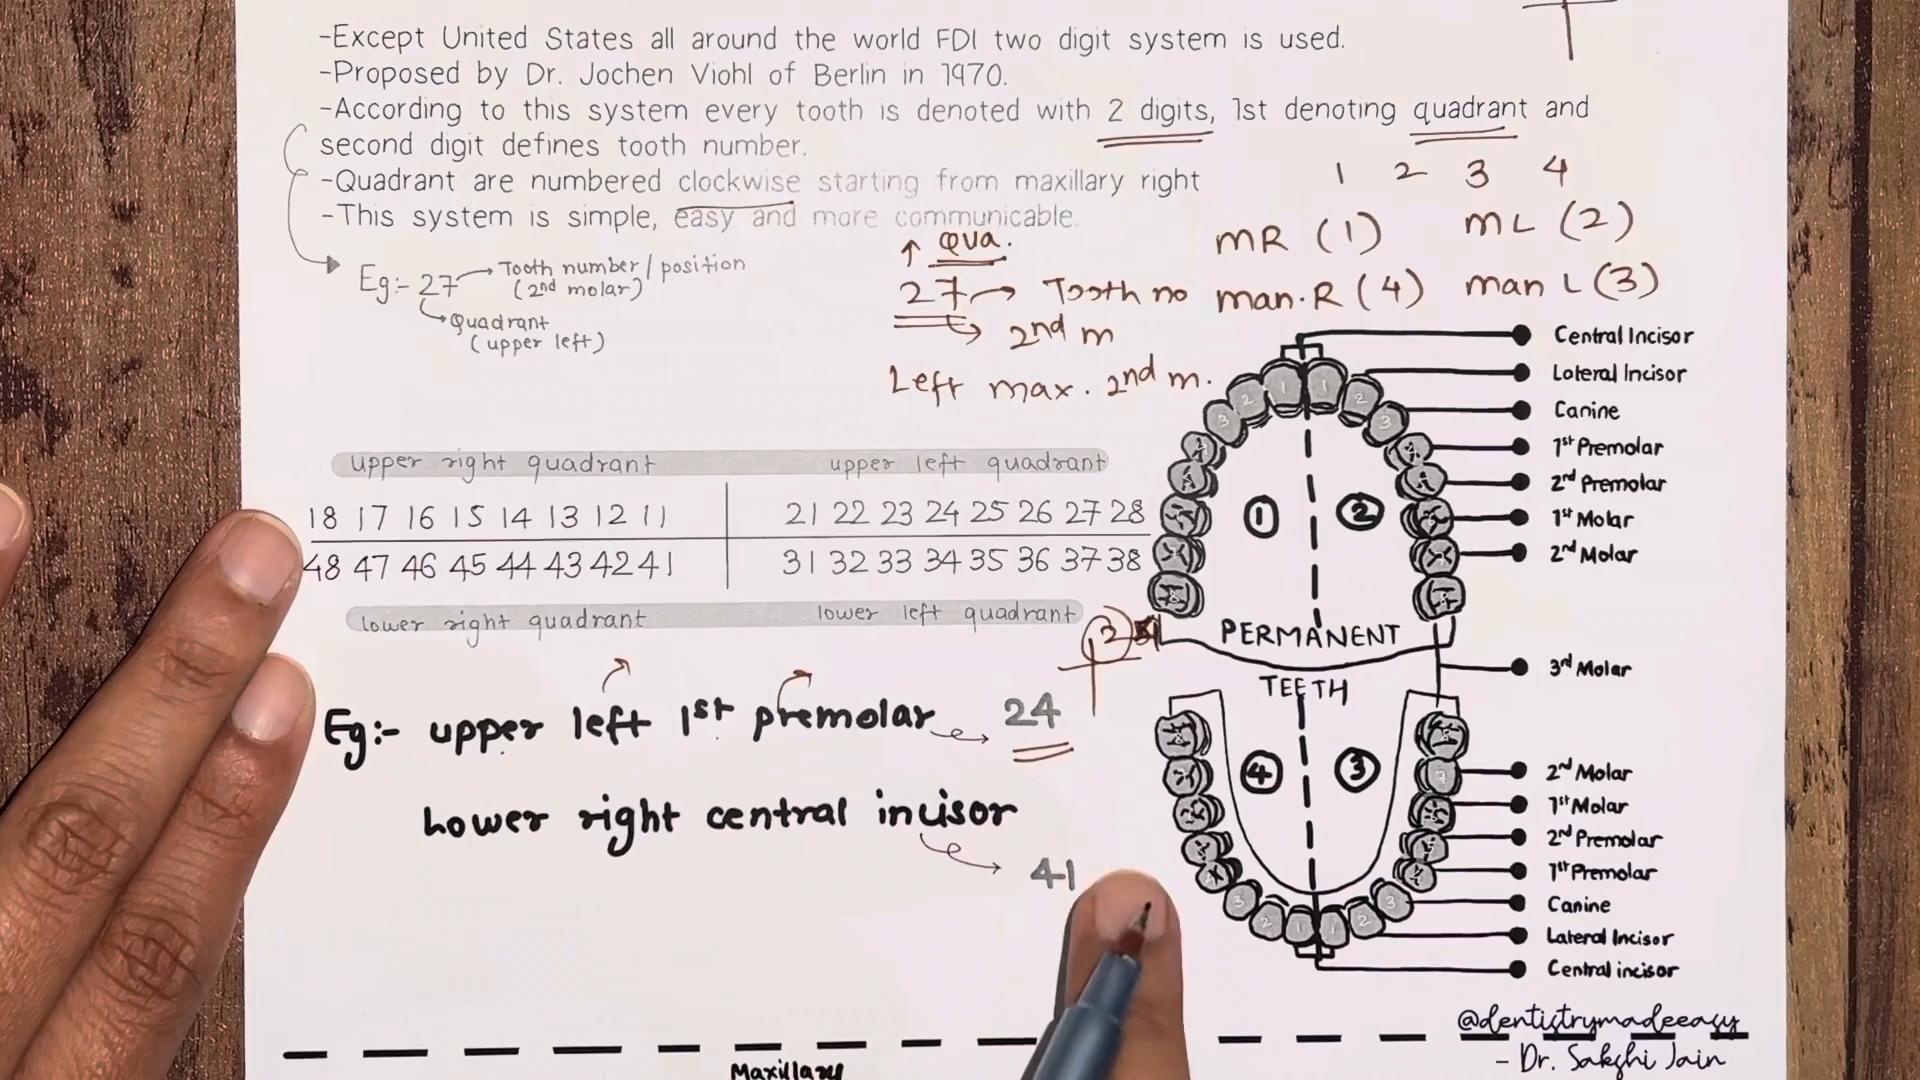 -Except United States all around the world FDI two digit system is used.
-Proposed by Dr. Jochen Viohl of Berlin in 1970.
-According to this system every tooth is denoted with 2 digits, 1st denoting quadrant and
second digit defines tooth number.
-Quadrant are numbered clockwise starting from maxillary right
-This system is simple, easy and more communicable.
1 2 3 4
MR (1) ML (2)
man.R (4) man L (3)
Eg:- 27 → Tooth number/position
(2nd molar)
Quadrant
(upper left)
↑ Qua.
27 → Tooth no
→ 2nd m
Left max. 2nd m.
upper right quadrant upper left quadrant
18 17 16 15 14 13 12 11 21 22 23 24 25 26 27 28
48 47 46 45 44 43 42 41 31 32 33 34 35 36 37 38
lower right quadrant lower left quadrant
Eg:- upper left 1st premolar → 24
Lower right central incisor
→ 41
Central Incisor
Loteral Incisor
Canine
1st Premolar
2nd Premolar
1st Molar
2nd Molar
1 2
PERMANENT
TEETH
3rd Molar
4 3
2nd Molar
1st Molar
2nd Premolar
1st Premolar
Canine
Lateral Incisor
Central incisor
@dentistrymadeeasy
- Dr. Sakshi Jain
Maxillary